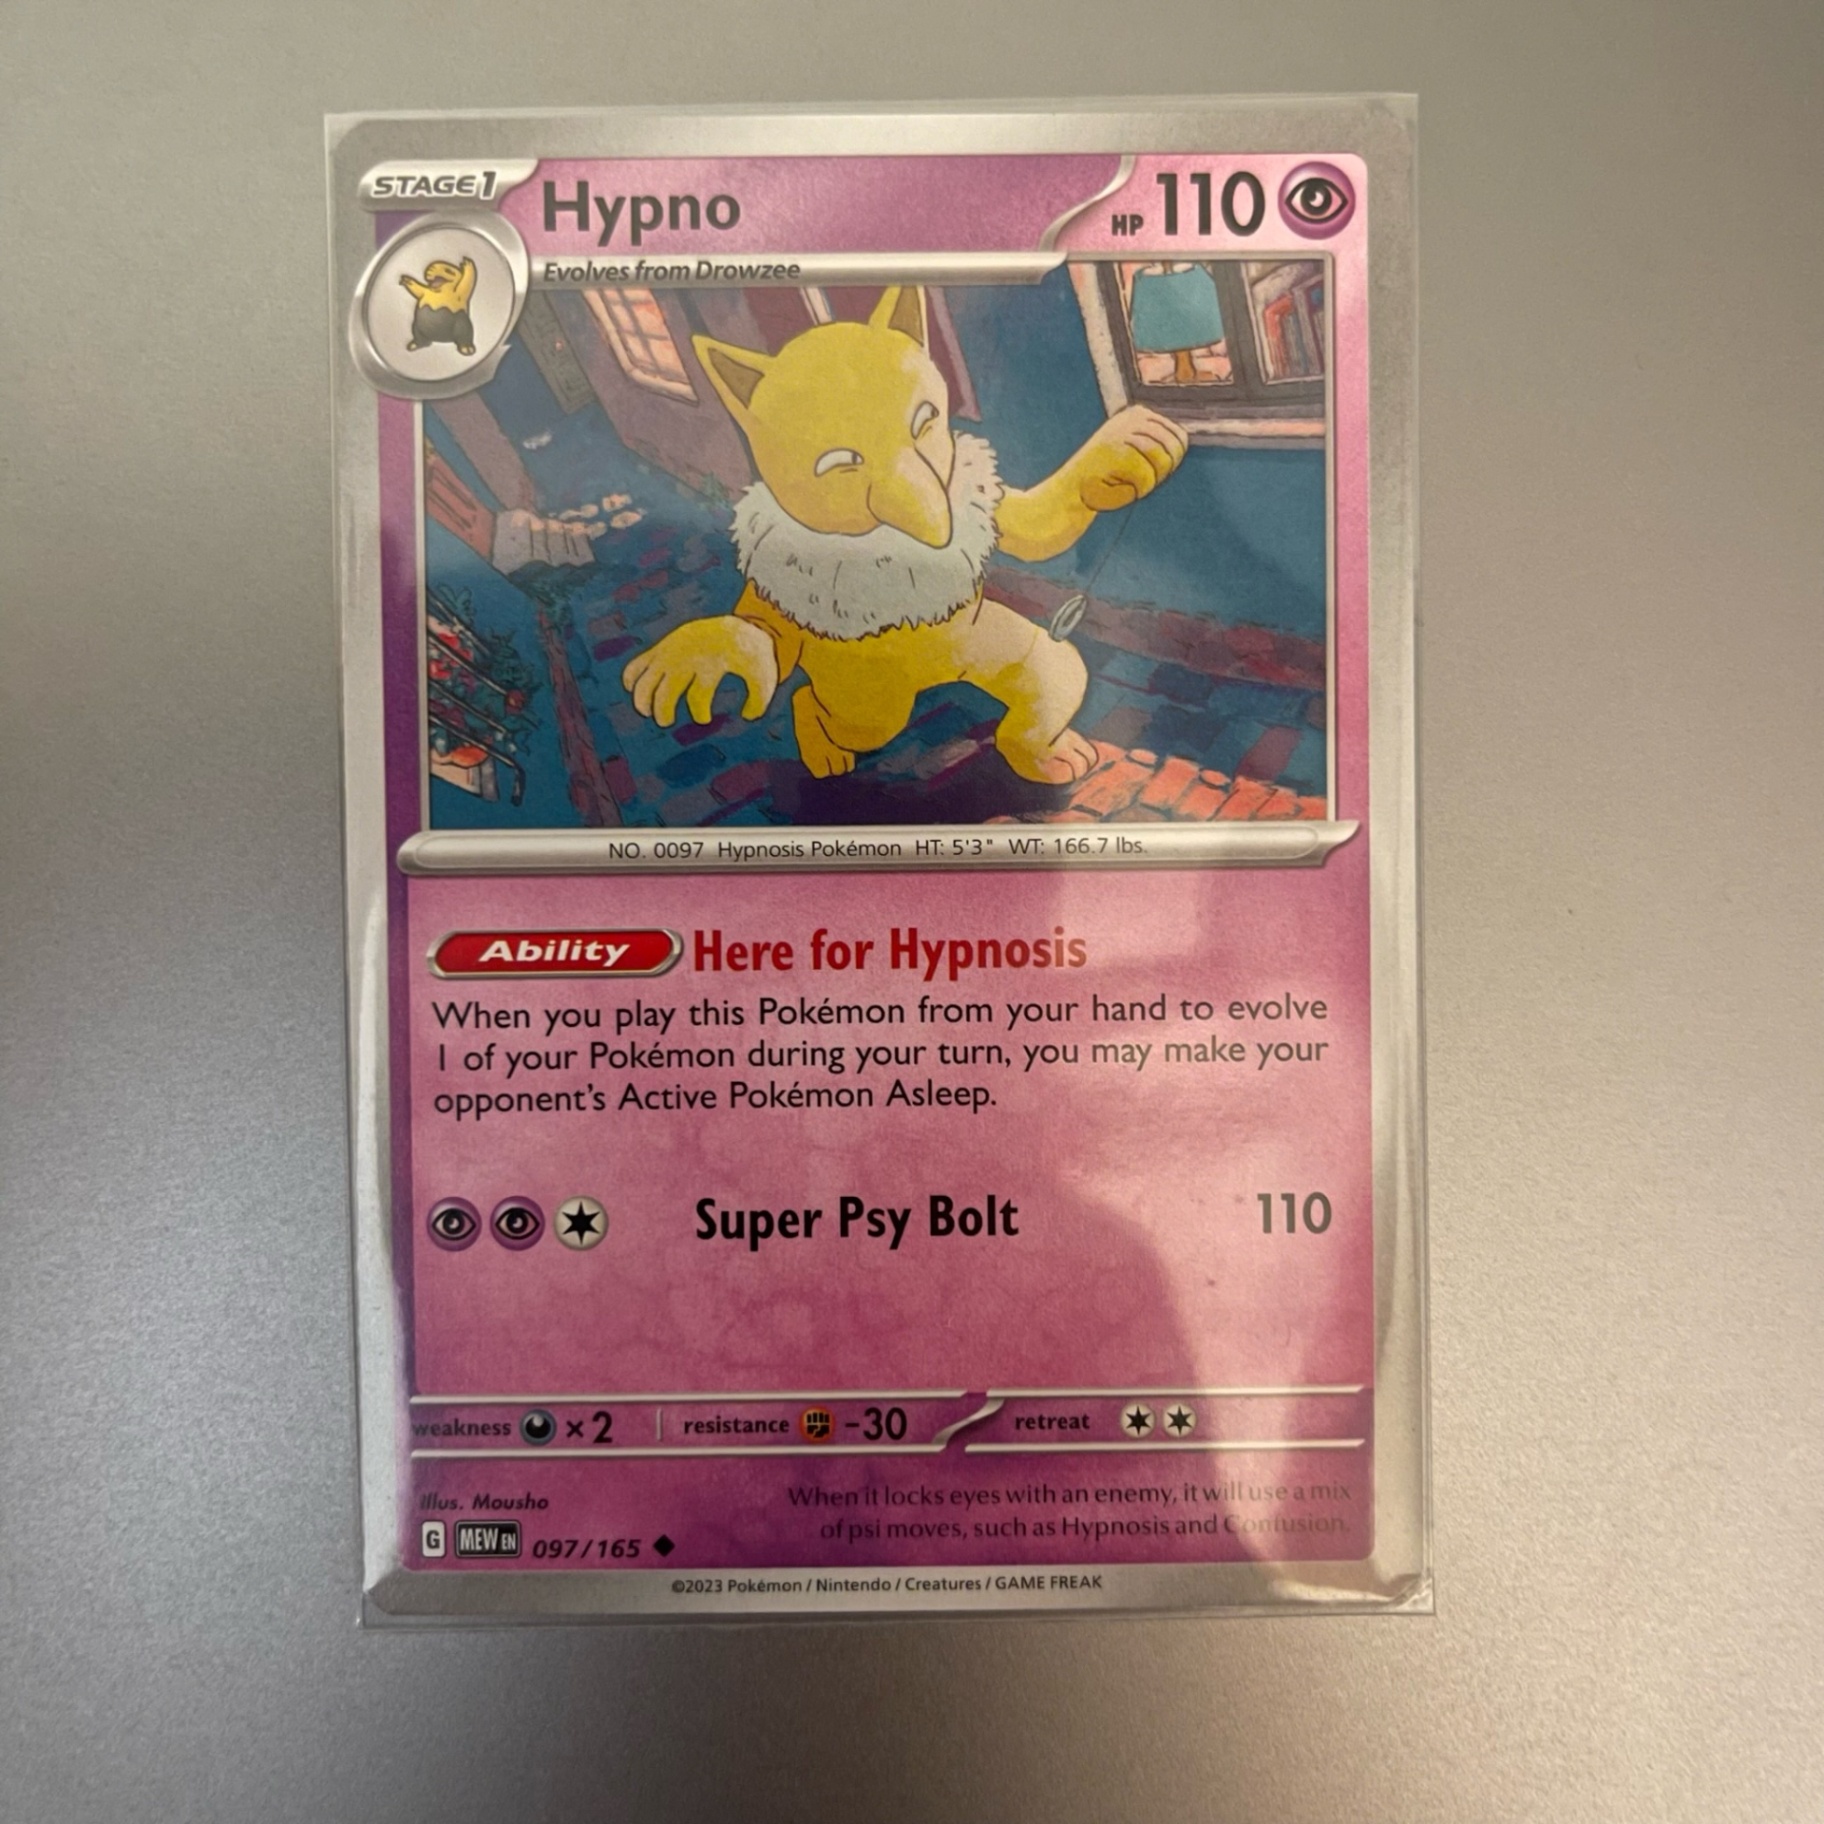 STAGE 1 Hypno HP 110
Evolves from Drowzee
NO. 0097 Hypnosis Pokémon HT: 5'3" WT: 166.7 lbs.
Ability Here for Hypnosis
When you play this Pokémon from your hand to evolve
1 of your Pokémon during your turn, you may make your
opponent's Active Pokémon Asleep.
Super Psy Bolt 110
weakness ×2 resistance -30 retreat
Illus. Mousho
When it locks eyes with an enemy, it will use a mix
of psi moves, such as Hypnosis and Confusion.
G MEW EN 097/165
©2023 Pokémon / Nintendo / Creatures / GAME FREAK